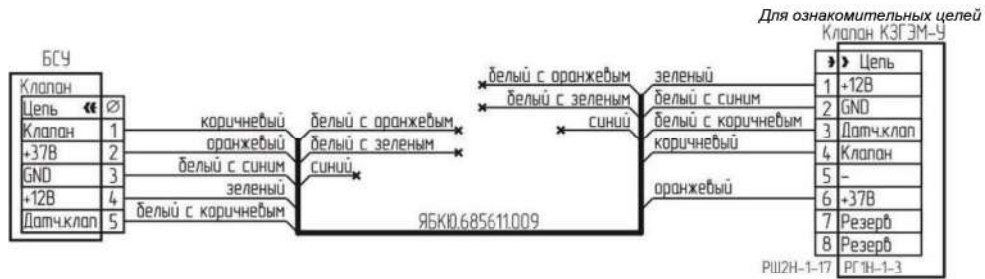 Для ознакомительных целей
Клапан КЗГЭМ-У
БСУ
Клапан
Цепь
Клапан 1
+37В 2
GND 3
+12В 4
Датч.клап 5
коричневый
оранжевый
белый с синим
зеленый
белый с коричневым
белый с оранжевым
белый с зеленым
синий
ЯБКЮ.685611.009
белый с оранжевым
белый с зеленым
синий
зеленый
белый с синим
белый с коричневым
коричневый
оранжевый
Цепь
1 +12В
2 GND
3 Датч.клап
4 Клапан
5 -
6 +37В
7 Резерв
8 Резерв
РШ2Н-1-17 РГ1Н-1-3